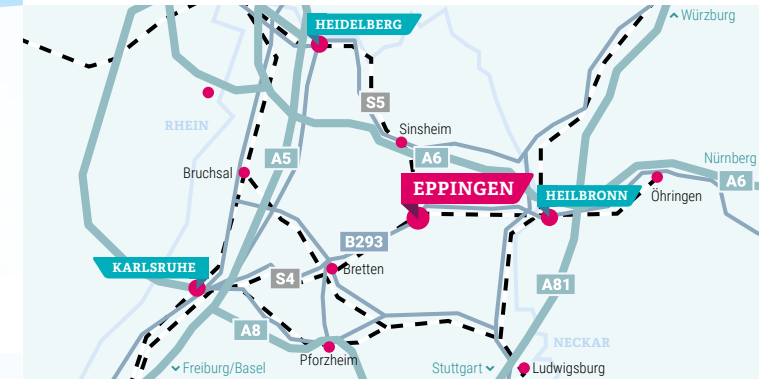 Würzburg
HEIDELBERG
S5
RHEIN
Sinsheim
A5
A6
Nürnberg
Bruchsal
EPPINGEN
HEILBRONN
A6
Öhringen
B293
KARLSRUHE
S4
Bretten
A81
A8
NECKAR
Pforzheim
Freiburg/Basel
Stuttgart
Ludwigsburg